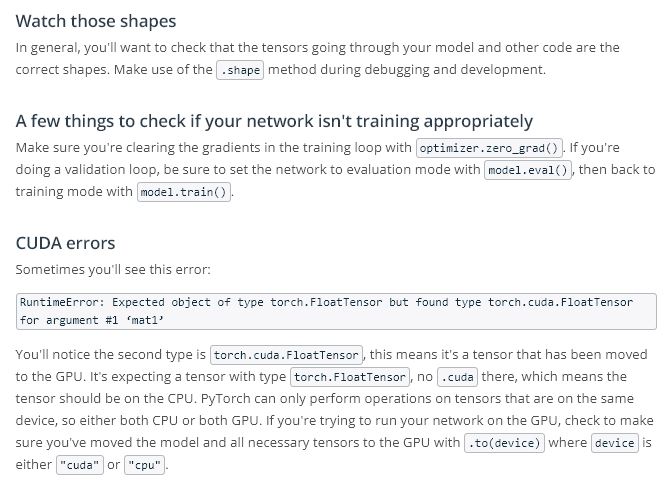 Watch those shapes
In general, you'll want to check that the tensors going through your model and other code are the
correct shapes. Make use of the .shape method during debugging and development.
A few things to check if your network isn't training appropriately
Make sure you're clearing the gradients in the training loop with optimizer.zero_grad(). If you're
doing a validation loop, be sure to set the network to evaluation mode with model.eval(), then back to
training mode with model.train().
CUDA errors
Sometimes you'll see this error:
RuntimeError: Expected object of type torch.FloatTensor but found type torch.cuda.FloatTensor
for argument #1 ‘mat1’
You'll notice the second type is torch.cuda.FloatTensor, this means it's a tensor that has been moved
to the GPU. It's expecting a tensor with type torch.FloatTensor, no .cuda there, which means the
tensor should be on the CPU. PyTorch can only perform operations on tensors that are on the same
device, so either both CPU or both GPU. If you're trying to run your network on the GPU, check to make
sure you've moved the model and all necessary tensors to the GPU with .to(device) where device is
either "cuda" or "cpu".